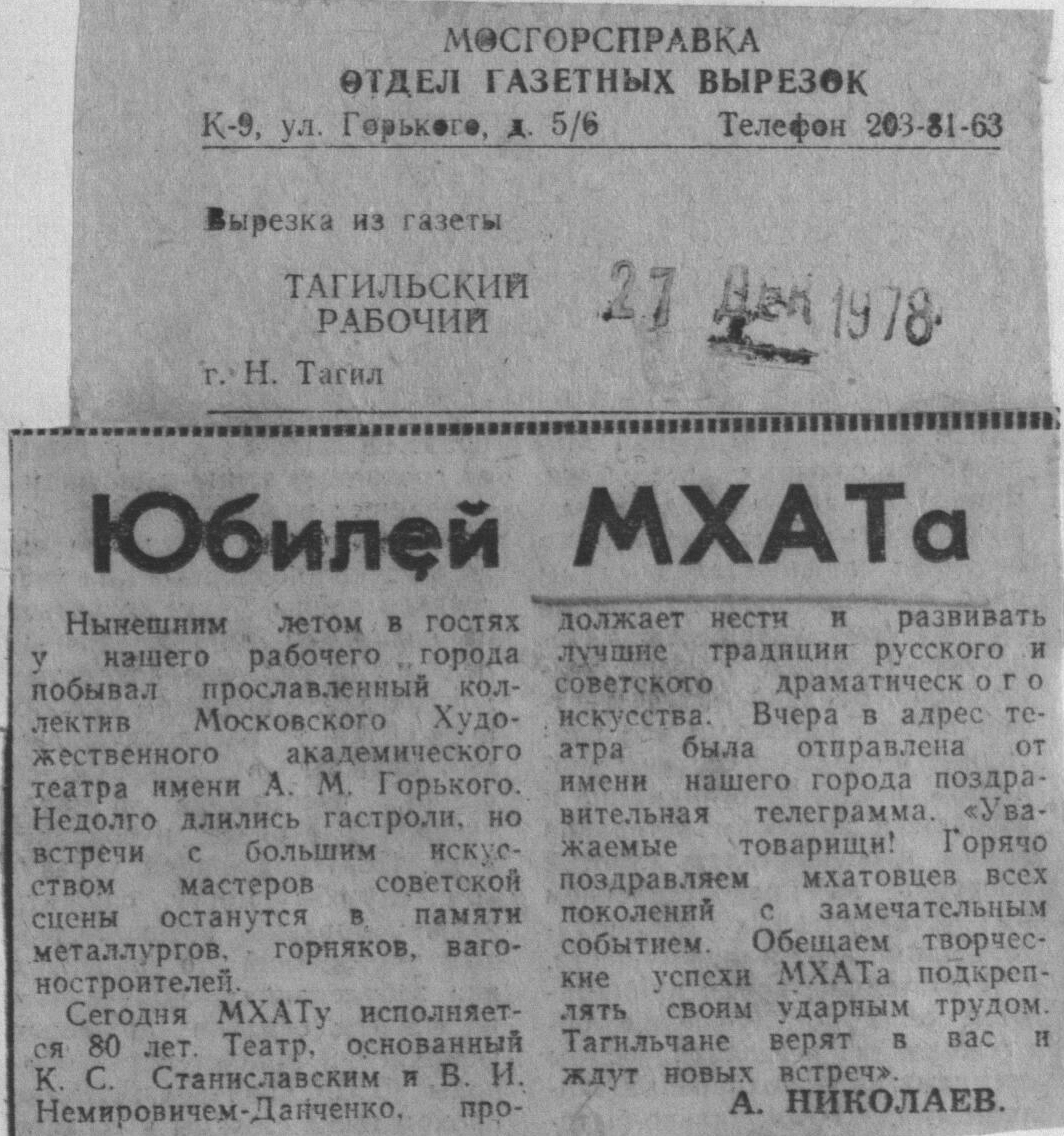 МОСГОРСПРАВКА
ОТДЕЛ ГАЗЕТНЫХ ВЫРЕЗОК
К-9, ул. Горького, д. 5/6 Телефон 203-81-63
Вырезка из газеты
ТАГИЛЬСКИЙ
РАБОЧИЙ
27 ДЕК 1978
г. Н. Тагил
Юбилей МХАТа
Нынешним летом в гостях
у нашего рабочего города
побывал прославленный кол-
лектив Московского Худо-
жественного академического
театра имени А. М. Горького.
Недолго длились гастроли, но
встречи с большим искус-
ством мастеров советской
сцены останутся в памяти
металлургов, горняков, ваго-
ностроителей.
Сегодня МХАТу исполняет-
ся 80 лет. Театр, основанный
К. С. Станиславским и В. И.
Немировичем-Данченко, про-
должает нести и развивать
лучшие традиции русского и
советского драматического
искусства. Вчера в адрес те-
атра была отправлена от
имени нашего города поздра-
вительная телеграмма. «Ува-
жаемые товарищи! Горячо
поздравляем мхатовцев всех
поколений с замечательным
событием. Обещаем творчес-
кие успехи МХАТа подкреп-
лять своим ударным трудом.
Тагильчане верят в вас и
ждут новых встреч».
А. НИКОЛАЕВ.